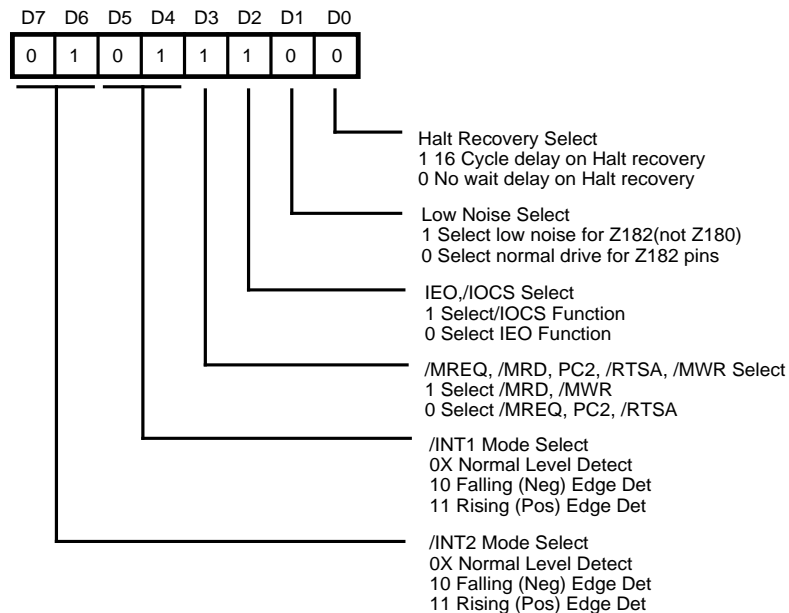 D7 D6 D5 D4 D3 D2 D1 D0
0 1 0 1 1 1 0 0
Halt Recovery Select
1 16 Cycle delay on Halt recovery
0 No wait delay on Halt recovery
Low Noise Select
1 Select low noise for Z182(not Z180)
0 Select normal drive for Z182 pins
IEO,/IOCS Select
1 Select/IOCS Function
0 Select IEO Function
/MREQ, /MRD, PC2, /RTSA, /MWR Select
1 Select /MRD, /MWR
0 Select /MREQ, PC2, /RTSA
/INT1 Mode Select
0X Normal Level Detect
10 Falling (Neg) Edge Det
11 Rising (Pos) Edge Det
/INT2 Mode Select
0X Normal Level Detect
10 Falling (Neg) Edge Det
11 Rising (Pos) Edge Det